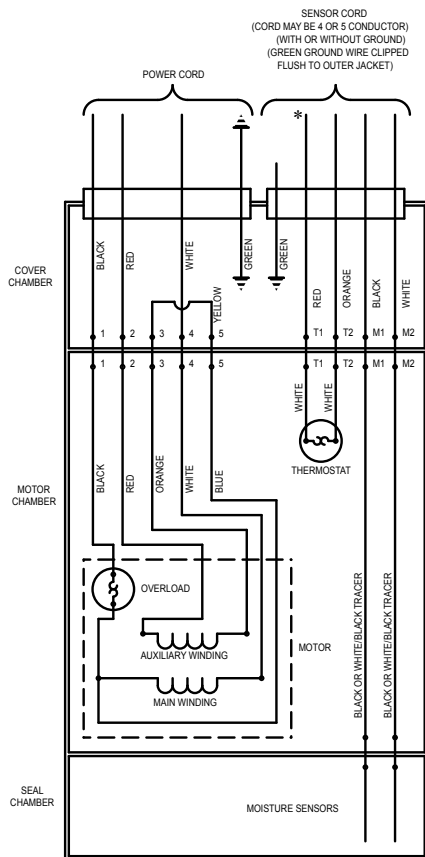 SENSOR CORD
(CORD MAY BE 4 OR 5 CONDUCTOR)
(WITH OR WITHOUT GROUND)
(GREEN GROUND WIRE CLIPPED
FLUSH TO OUTER JACKET)
POWER CORD
*
COVER
CHAMBER
BLACK
RED
WHITE
GREEN
GREEN
YELLOW
RED
ORANGE
BLACK
WHITE
1 2 3 4 5 T1 T2 M1 M2
1 2 3 4 5 T1 T2 M1 M2
MOTOR
CHAMBER
BLACK
RED
ORANGE
WHITE
BLUE
WHITE
WHITE
THERMOSTAT
OVERLOAD
AUXILIARY WINDING
MAIN WINDING
MOTOR
BLACK OR WHITE/BLACK TRACER
BLACK OR WHITE/BLACK TRACER
SEAL
CHAMBER
MOISTURE SENSORS